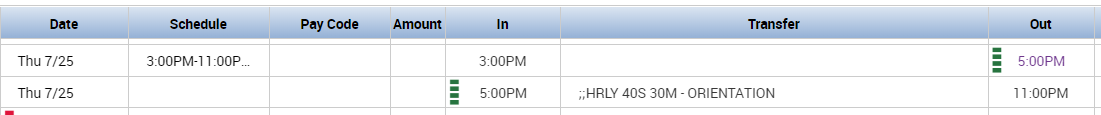 Date Schedule Pay Code Amount In Transfer Out
Thu 7/25 3:00PM-11:00P... 3:00PM 5:00PM
Thu 7/25 5:00PM ;;HRLY 40S 30M - ORIENTATION 11:00PM